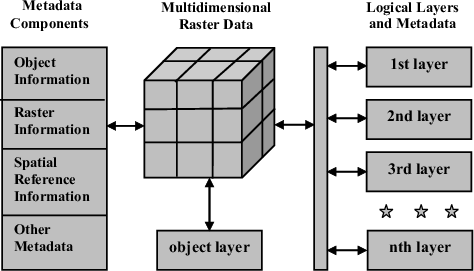 Metadata
Components
Object
Information
Raster
Information
Spatial
Reference
Information
Other
Metadata
Multidimensional
Raster Data
object layer
Logical Layers
and Metadata
1st layer
2nd layer
3rd layer
nth layer